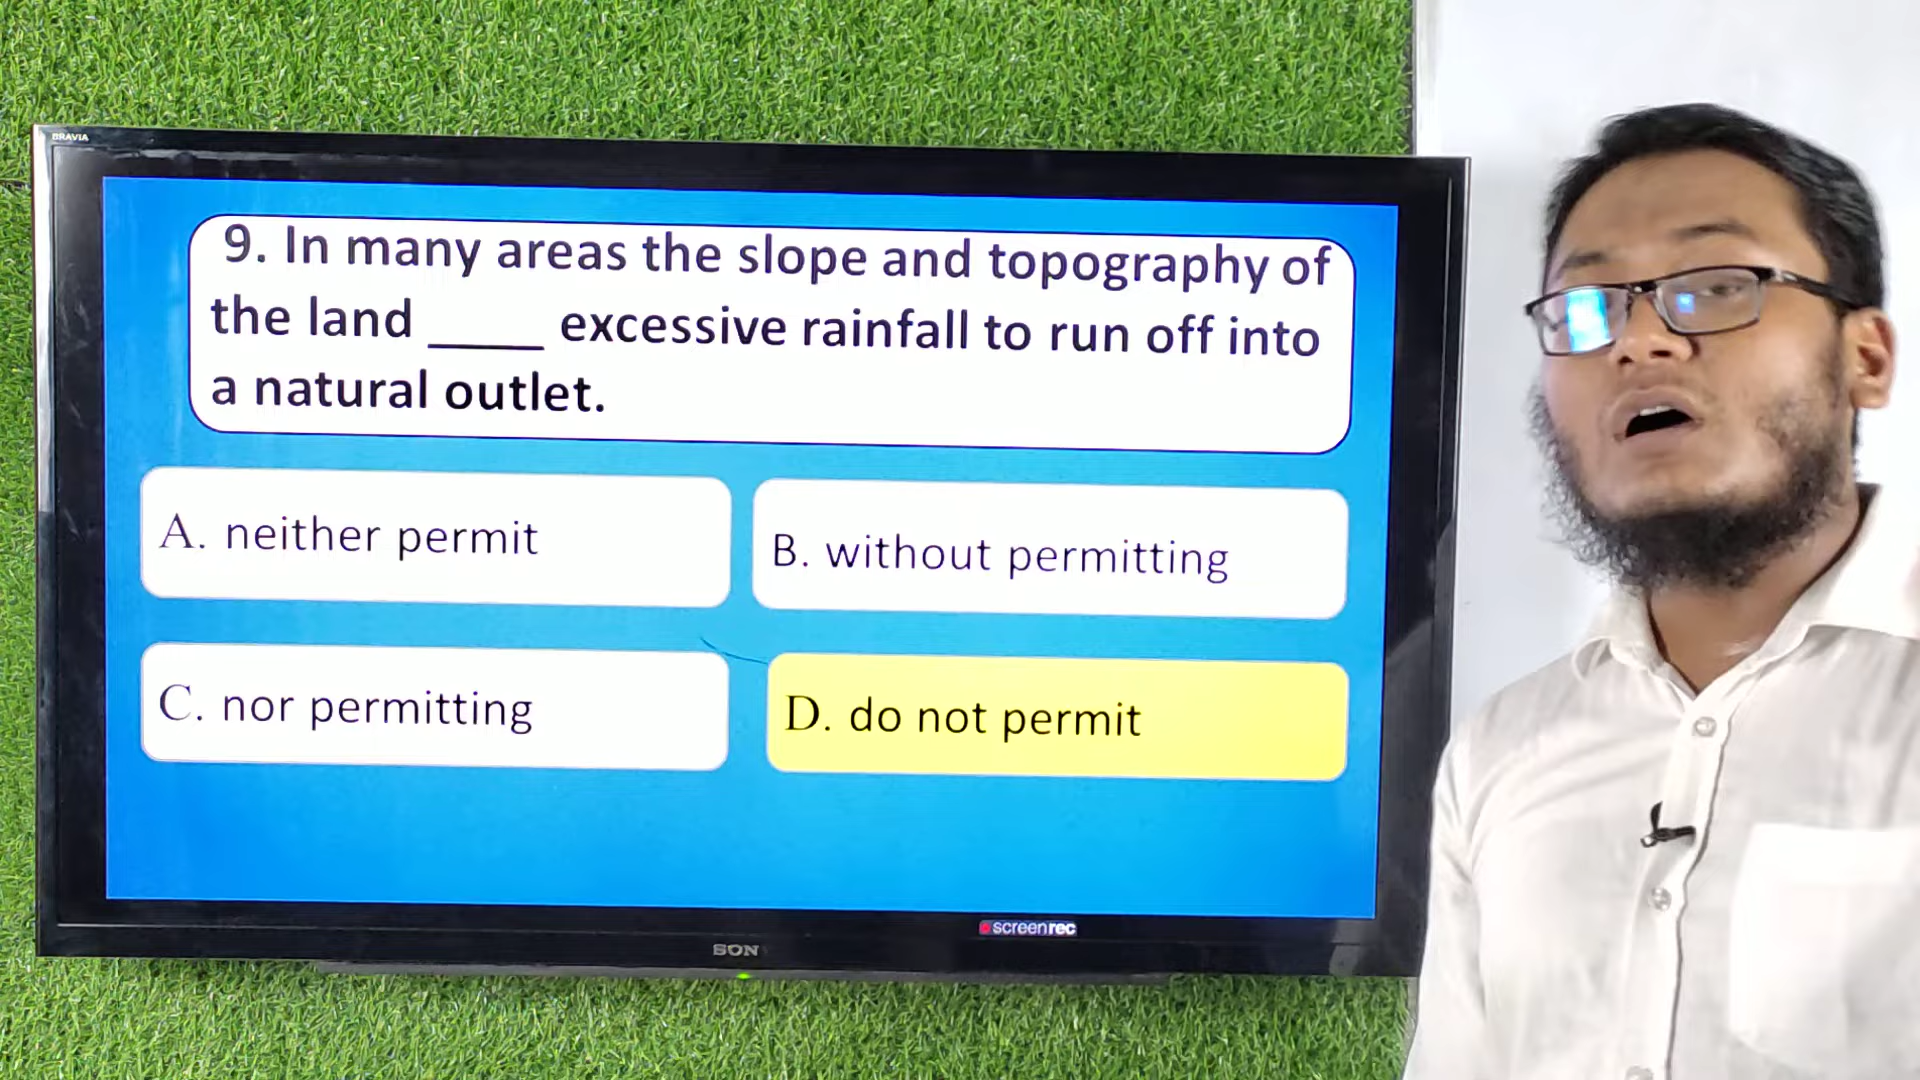 BRAVIA
9. In many areas the slope and topography of
the land _____ excessive rainfall to run off into
a natural outlet.
A. neither permit
B. without permitting
C. nor permitting
D. do not permit
screenrec
SON